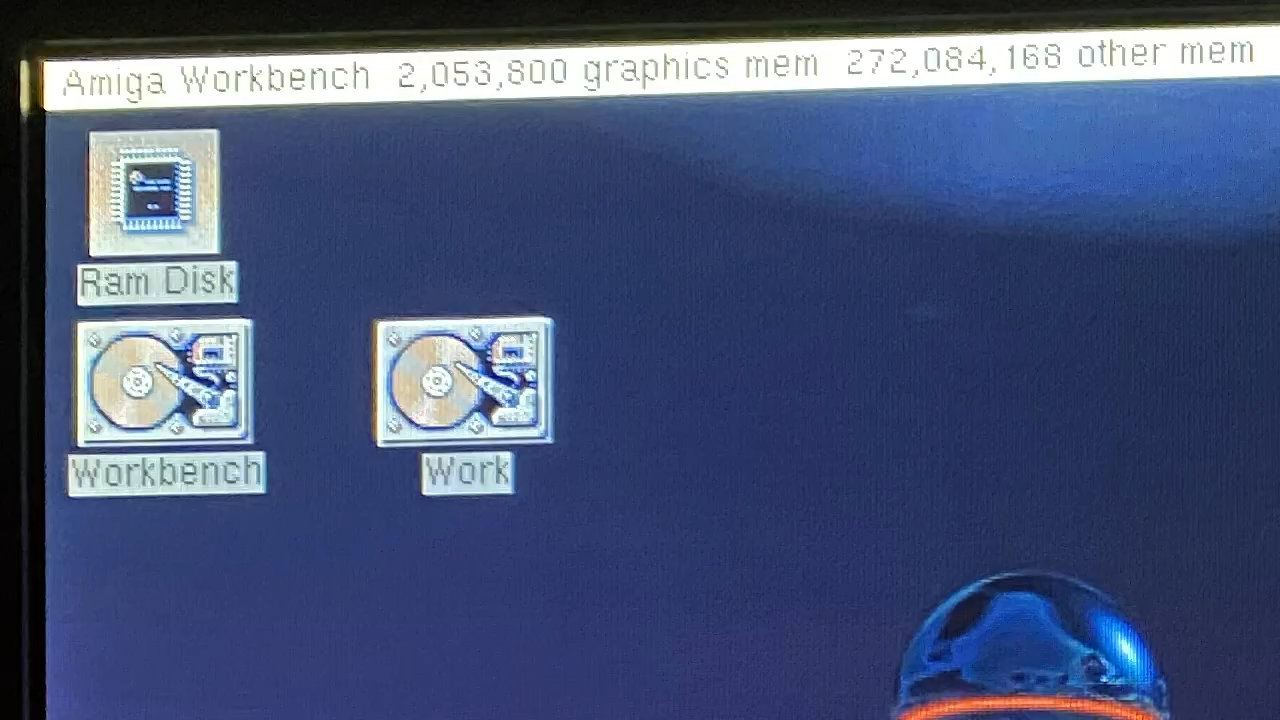 Amiga Workbench 2,053,800 graphics mem 272,084,168 other mem
Ram Disk
Workbench
Work